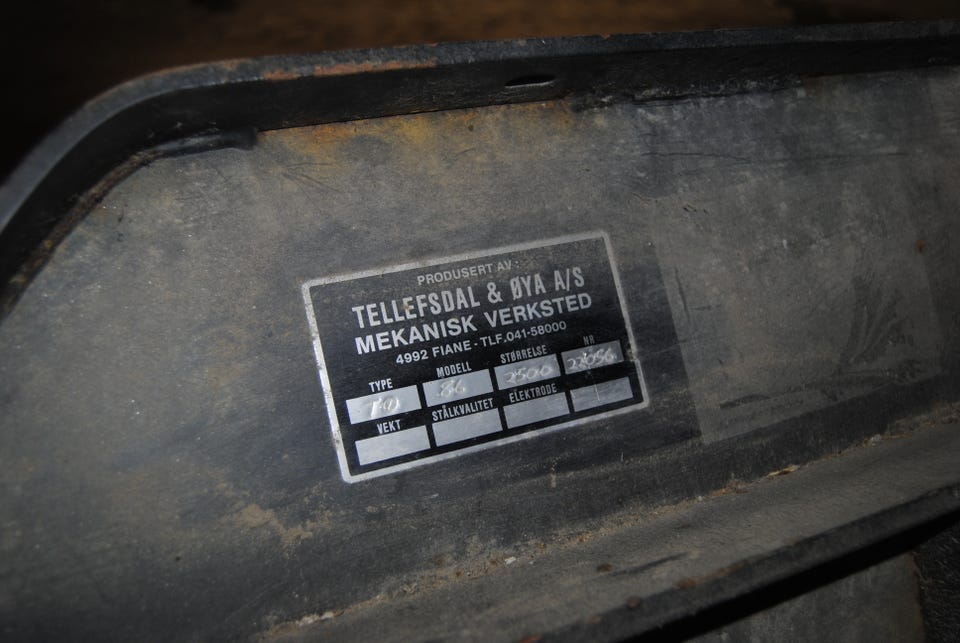 PRODUSERT AV:
TELLEFSDAL & ØYA A/S
MEKANISK VERKSTED
4992 FIANE - TLF.041-58000
TYPE MODELL STØRRELSE NR
86 2500
VEKT STÅLKVALITET ELEKTRODE